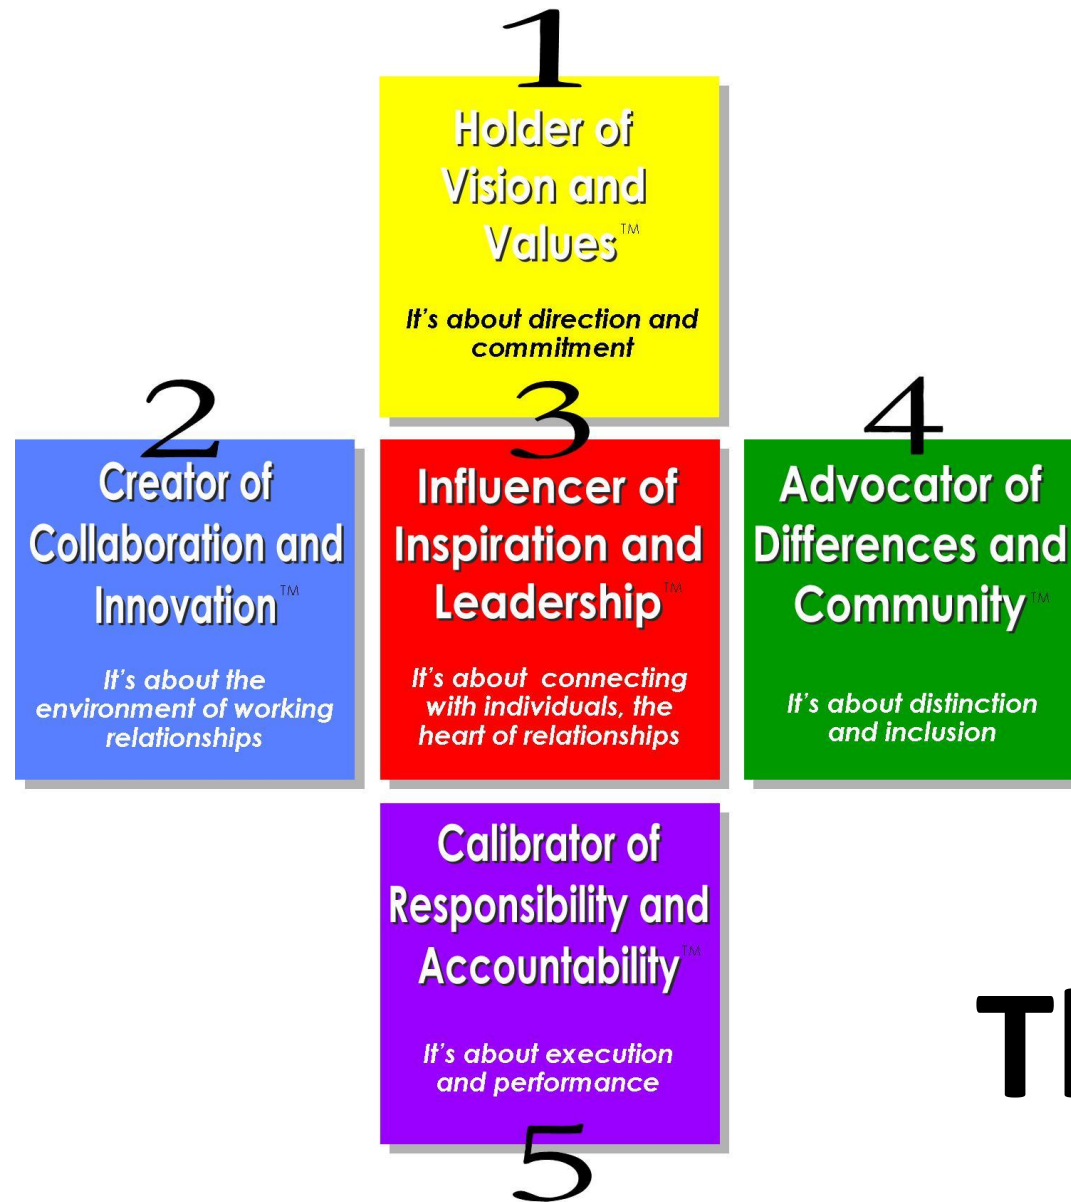 1
Holder of
Vision and
Values™
It's about direction and
commitment
2
Creator of
Collaboration and
Innovation™
It's about the
environment of working
relationships
3
Influencer of
Inspiration and
Leadership™
It's about connecting
with individuals, the
heart of relationships
4
Advocator of
Differences and
Community™
It's about distinction
and inclusion
Calibrator of
Responsibility and
Accountability™
It's about execution
and performance
5